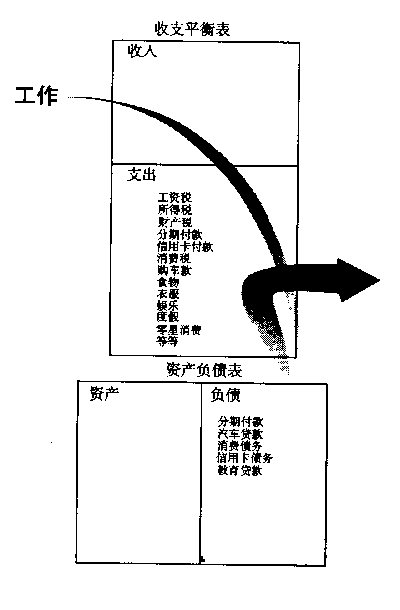 收支平衡表
收人
工作
支出
工资税
所得税
财产税
分期付款
信用卡付款
消费税
购车款
食物
衣服
娱乐
度假
零星消费
等等
资产负债表
资产
负债
分期付款
汽车贷款
消费债务
信用卡债务
教育贷款